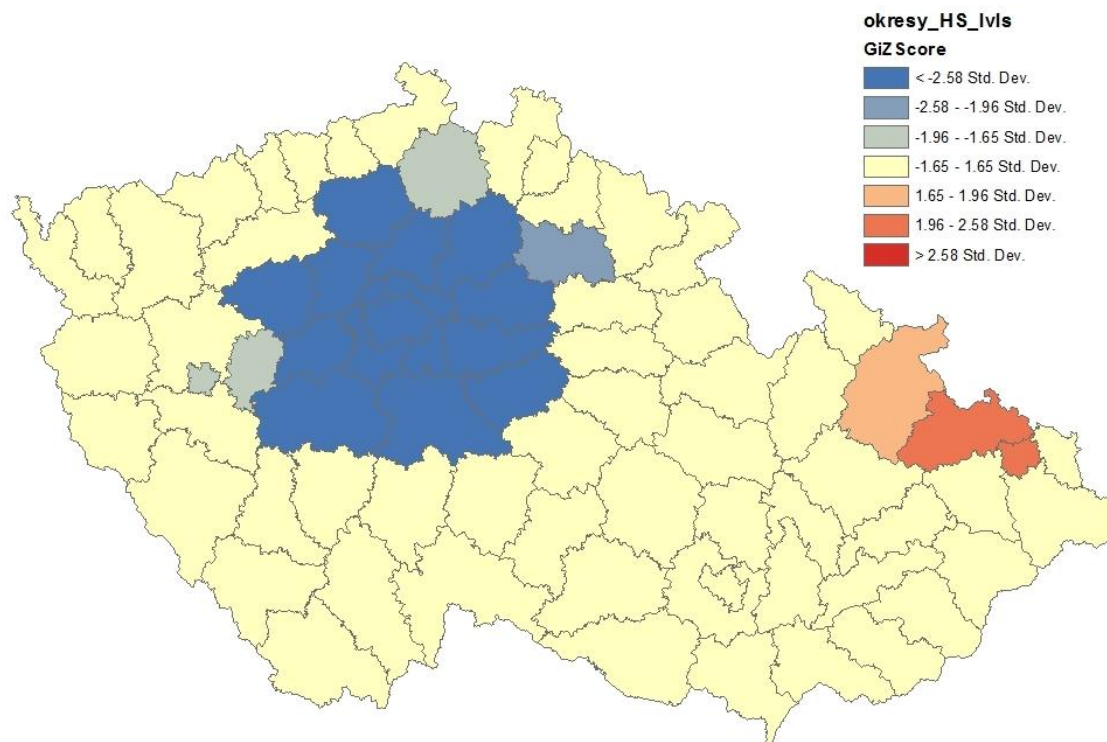 okresy_HS_lvls
GiZScore
< -2.58 Std. Dev.
-2.58 - -1.96 Std. Dev.
-1.96 - -1.65 Std. Dev.
-1.65 - 1.65 Std. Dev.
1.65 - 1.96 Std. Dev.
1.96 - 2.58 Std. Dev.
> 2.58 Std. Dev.